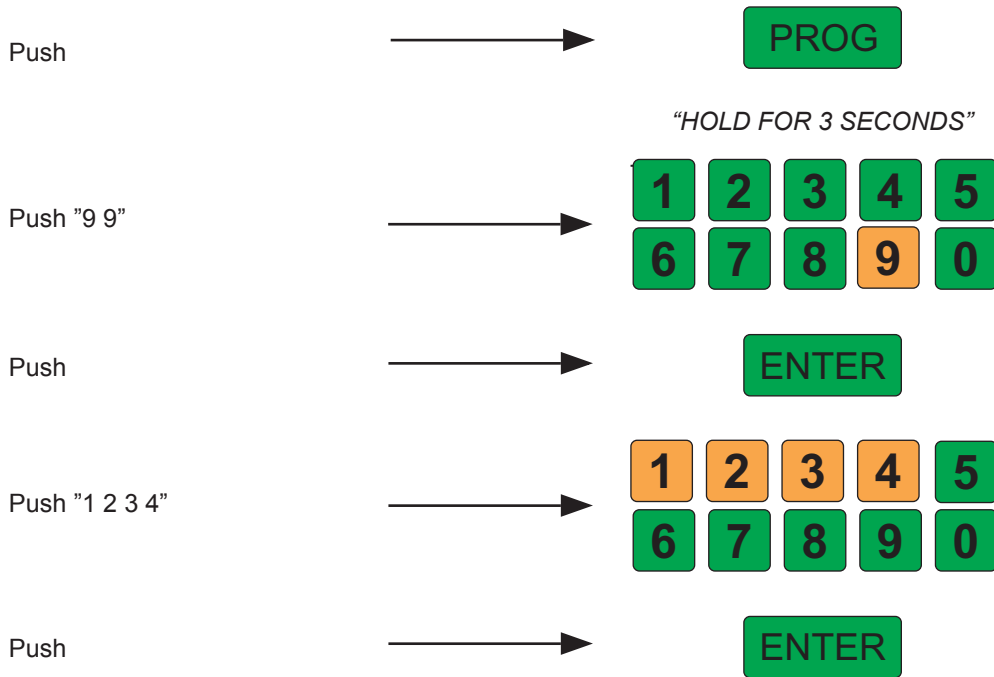 Push PROG
“HOLD FOR 3 SECONDS”
1 2 3 4 5
Push ”9 9”
6 7 8 9 0
Push ENTER
1 2 3 4 5
Push ”1 2 3 4”
6 7 8 9 0
Push ENTER